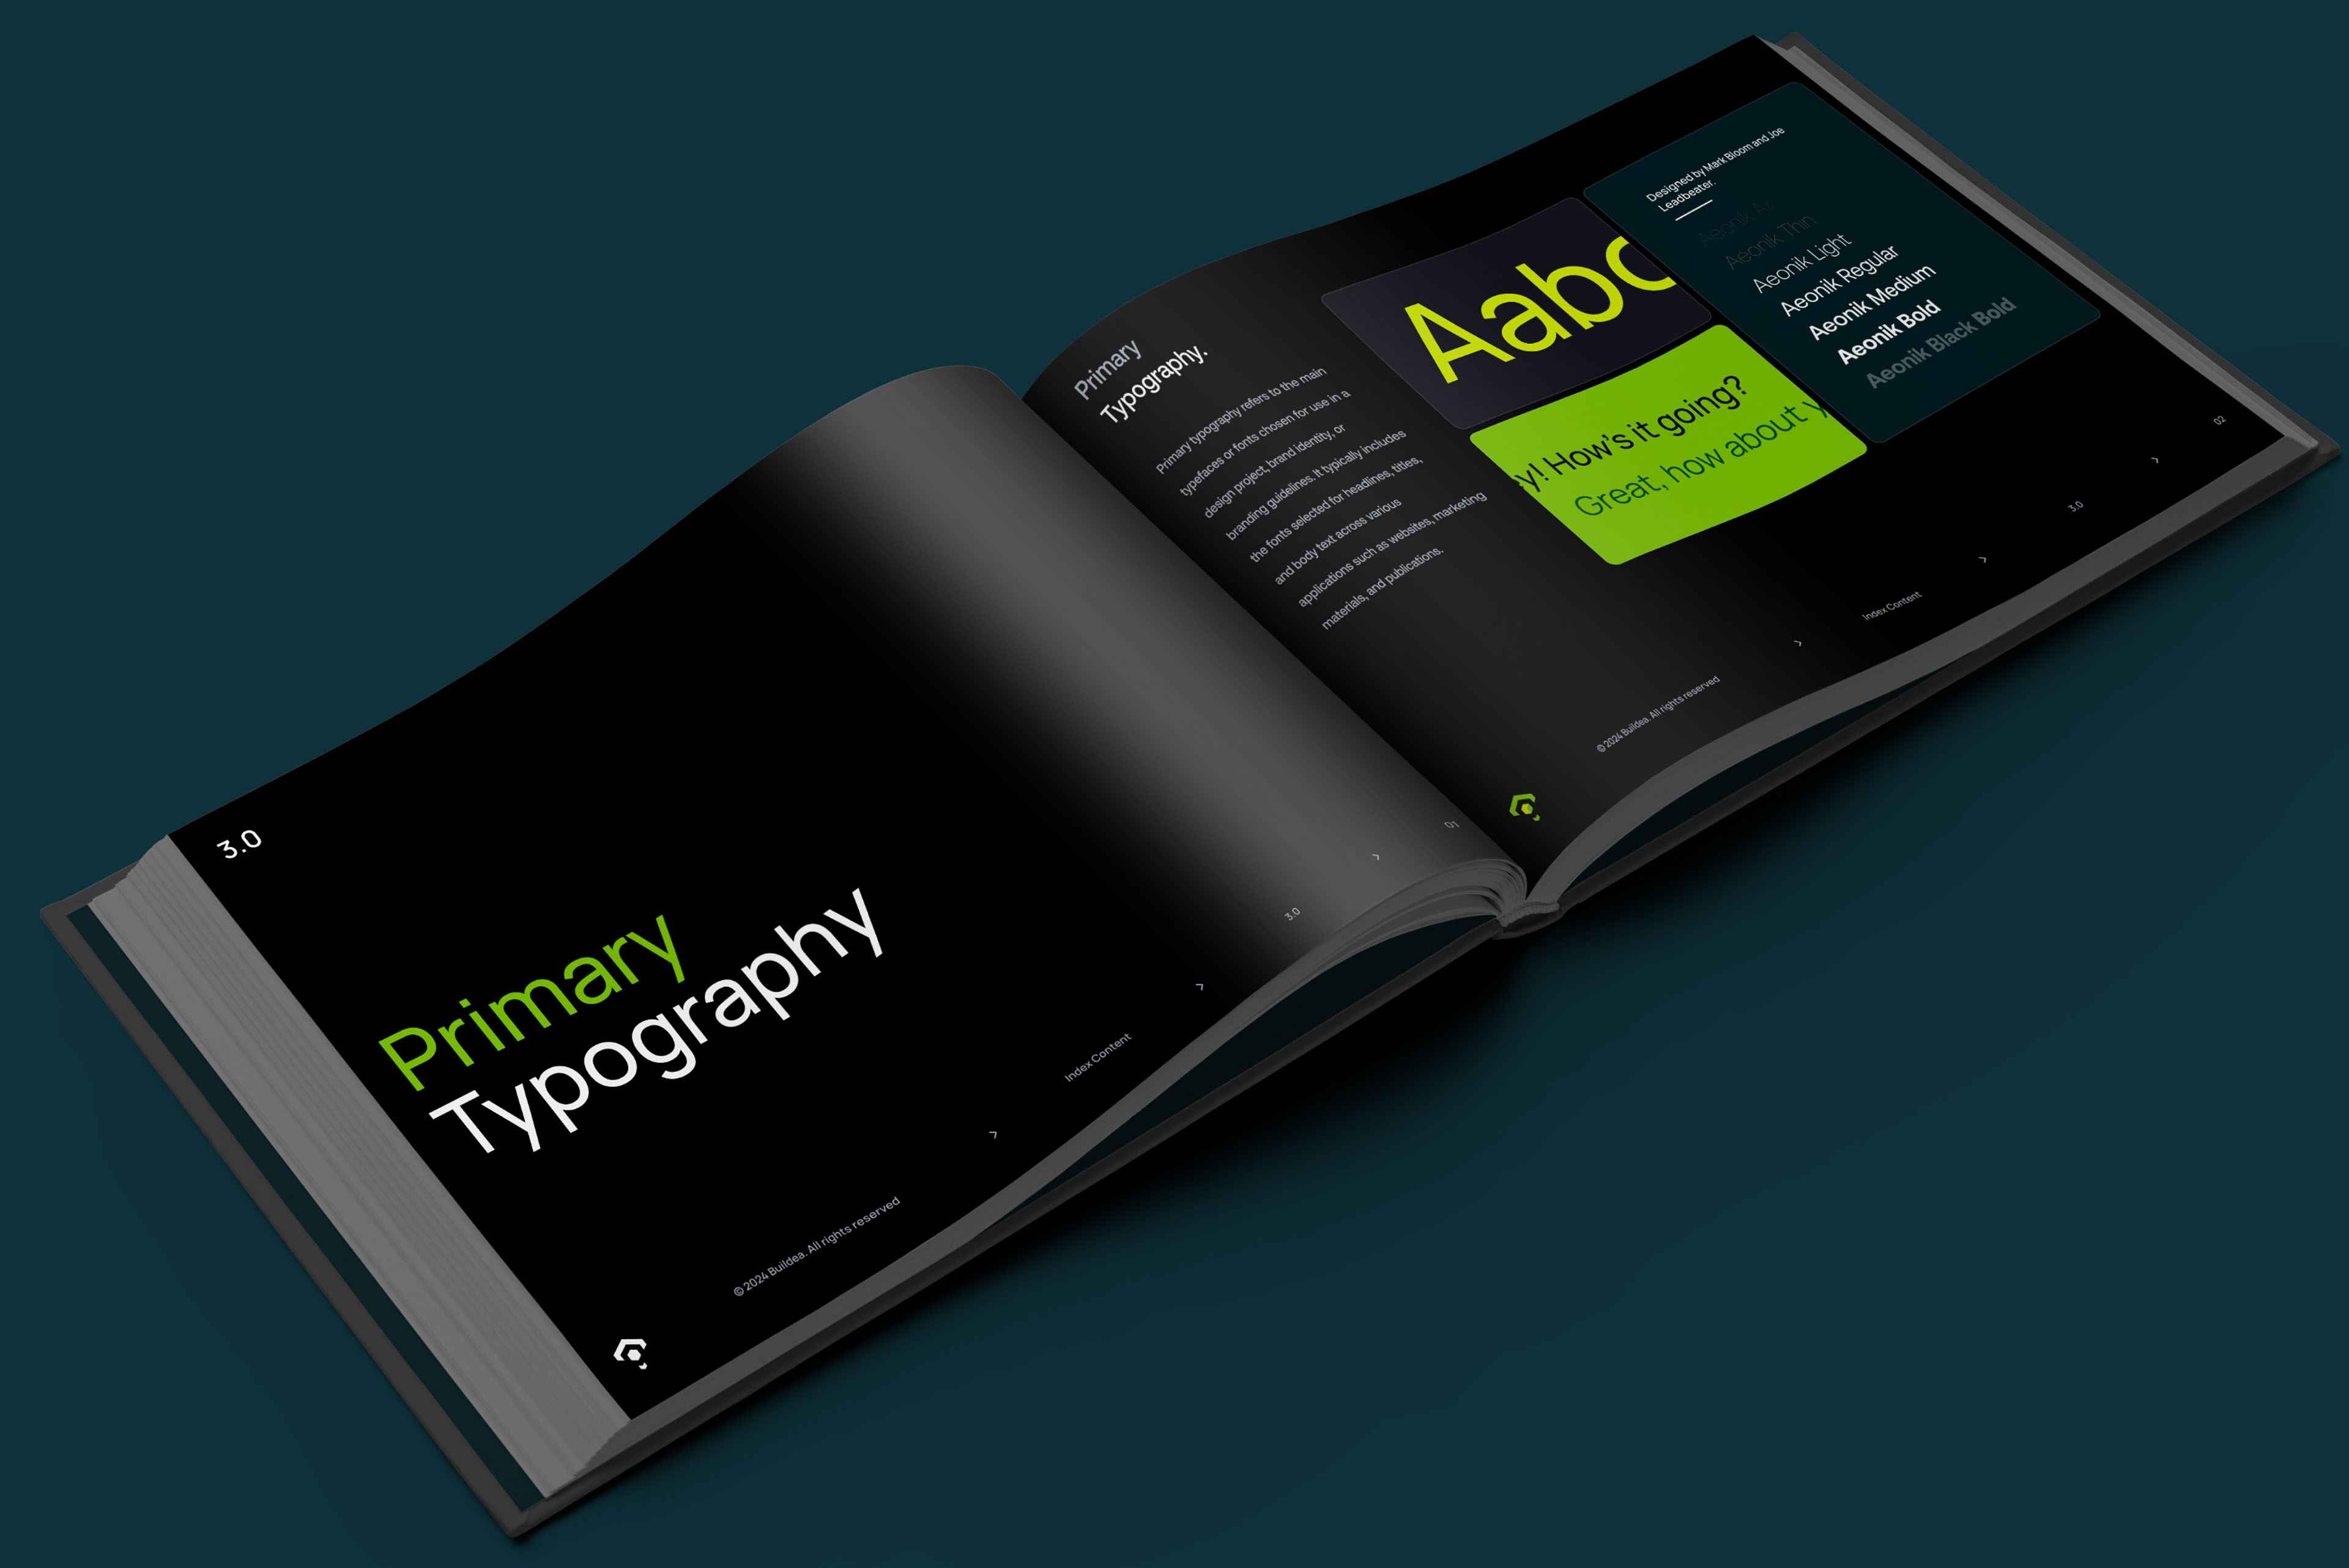 3.0
Primary
Typography
© 2024 Buildea. All rights reserved
›
Index Content
›
3.0
›
01
Primary
Typography.
Primary typography refers to the main
typefaces or fonts chosen for use in a
design project, brand identity, or
branding guidelines. It typically includes
the fonts selected for headlines, titles,
and body text across various
applications such as websites, marketing
materials, and publications.
Aabc
y! How's it going?
Great, how about y
Designed by Mark Bloom and Joe
Leadbeater.
Aeonik
Aeonik Thin
Aeonik Light
Aeonik Regular
Aeonik Medium
Aeonik Bold
Aeonik Black Bold
© 2024 Buildea. All rights reserved
›
Index Content
›
3.0
›
02